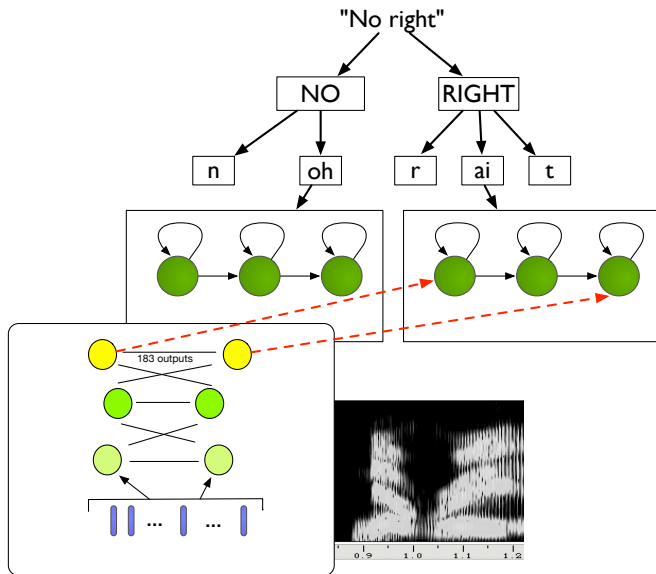 "No right"
NO RIGHT
n oh r ai t
183 outputs
... ...
0.9 1.0 1.1 1.2